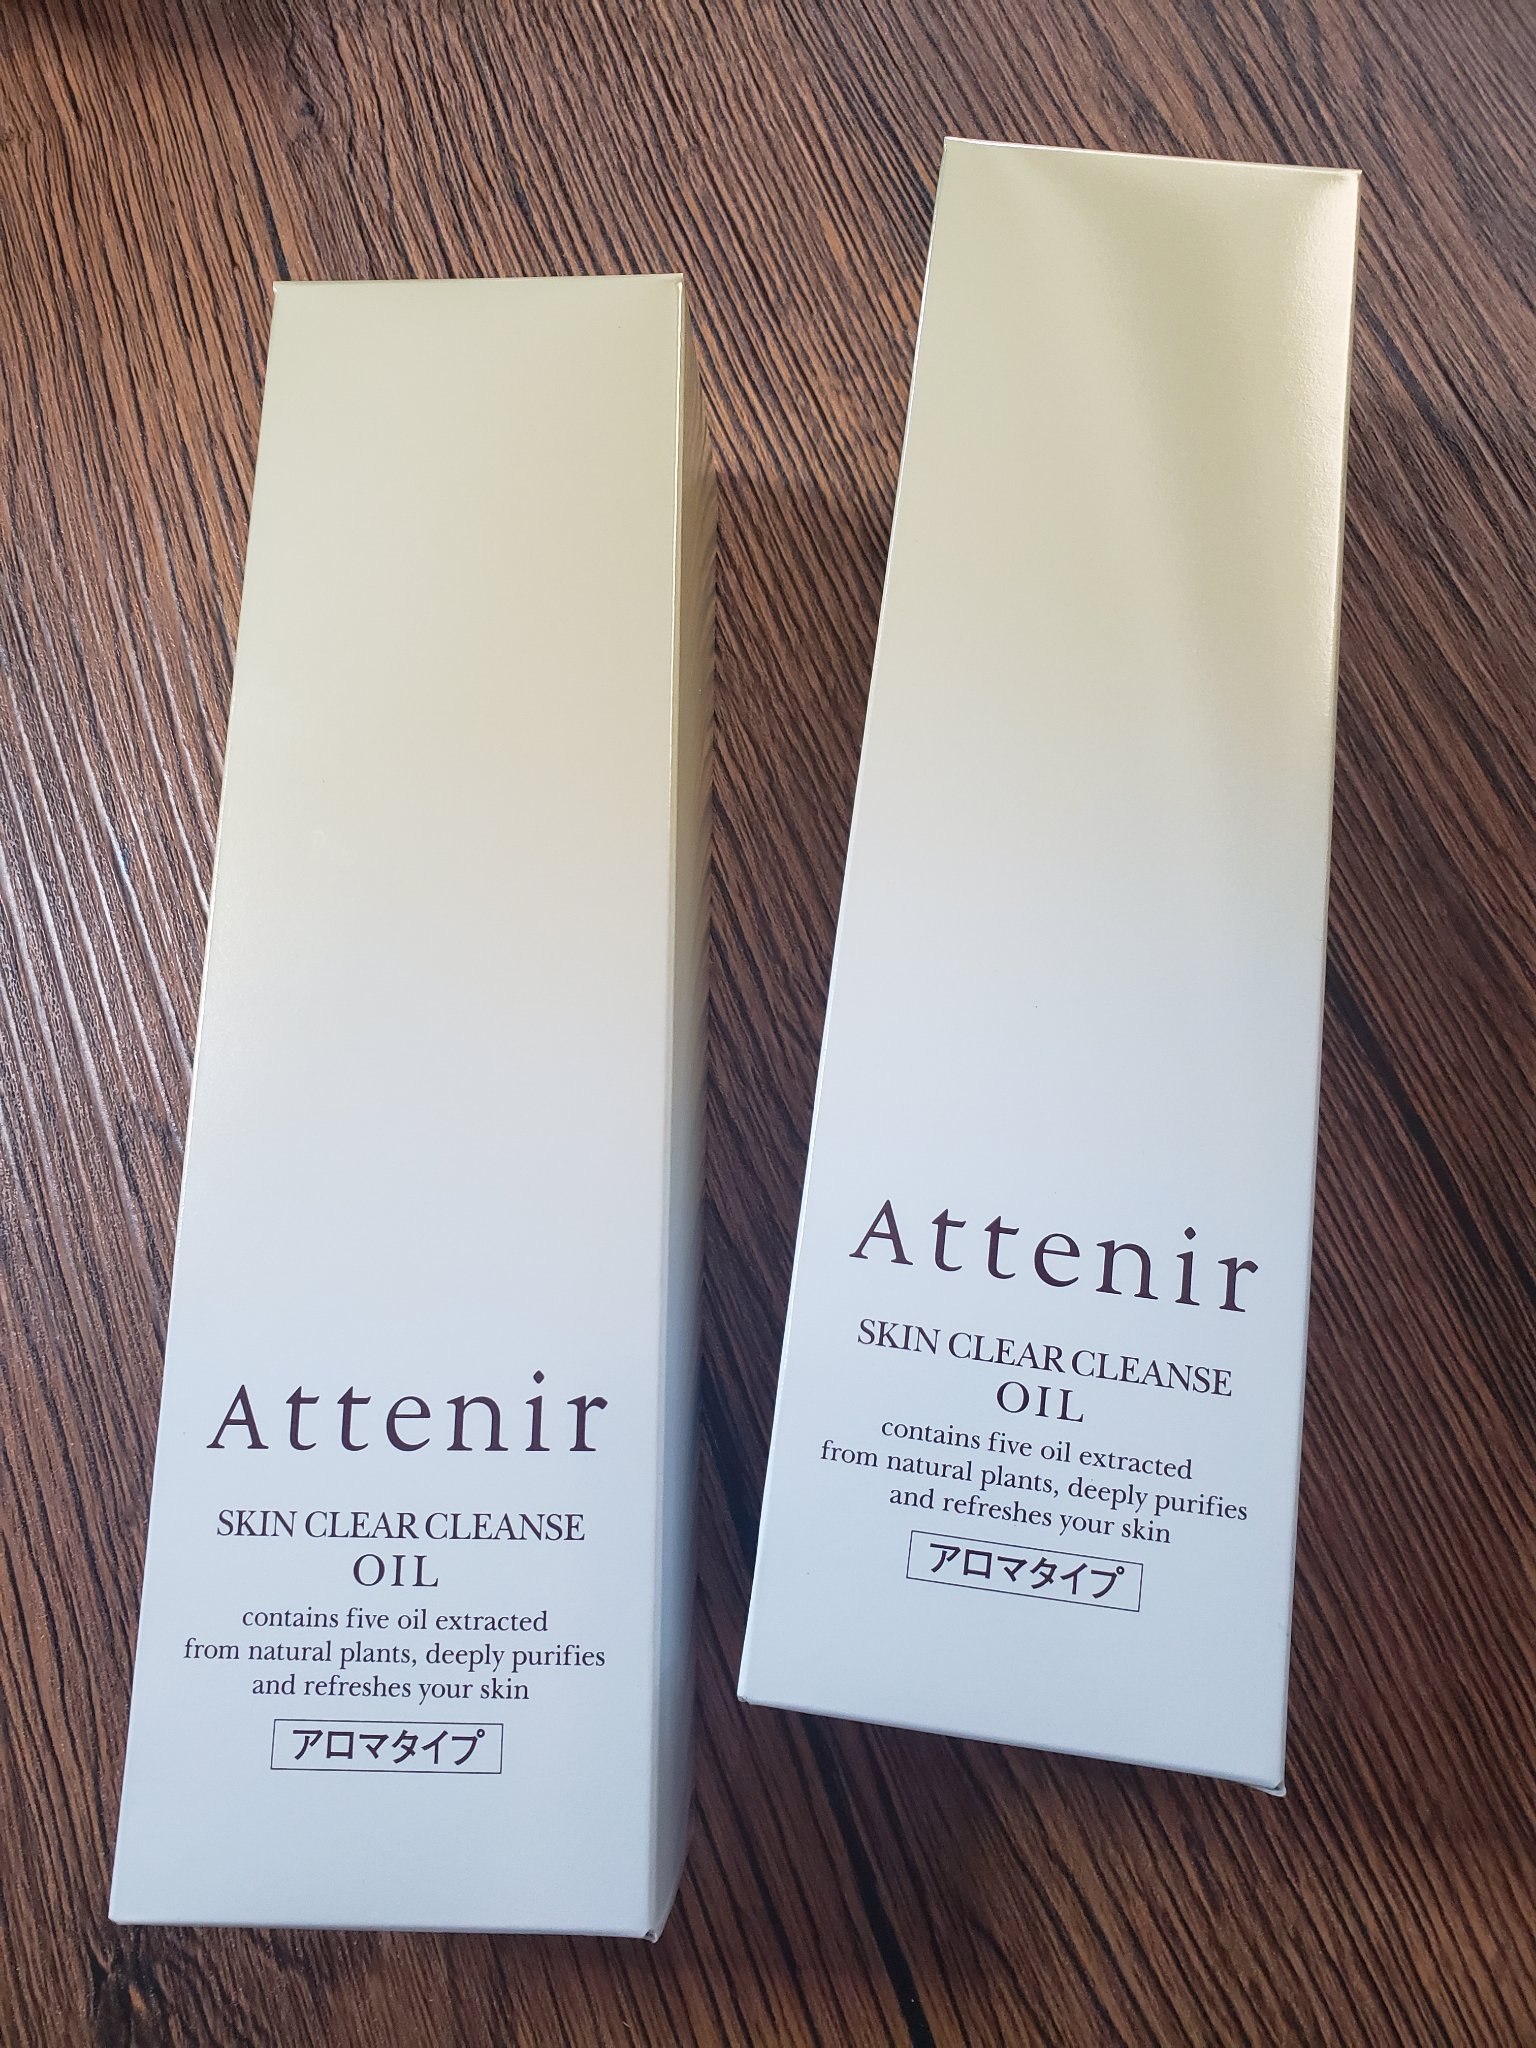 Attenir
SKIN CLEAR CLEANSE
OIL
contains five oil extracted
from natural plants, deeply purifies
and refreshes your skin
アロマタイプ
Attenir
SKIN CLEAR CLEANSE
OIL
contains five oil extracted
from natural plants, deeply purifies
and refreshes your skin
アロマタイプ